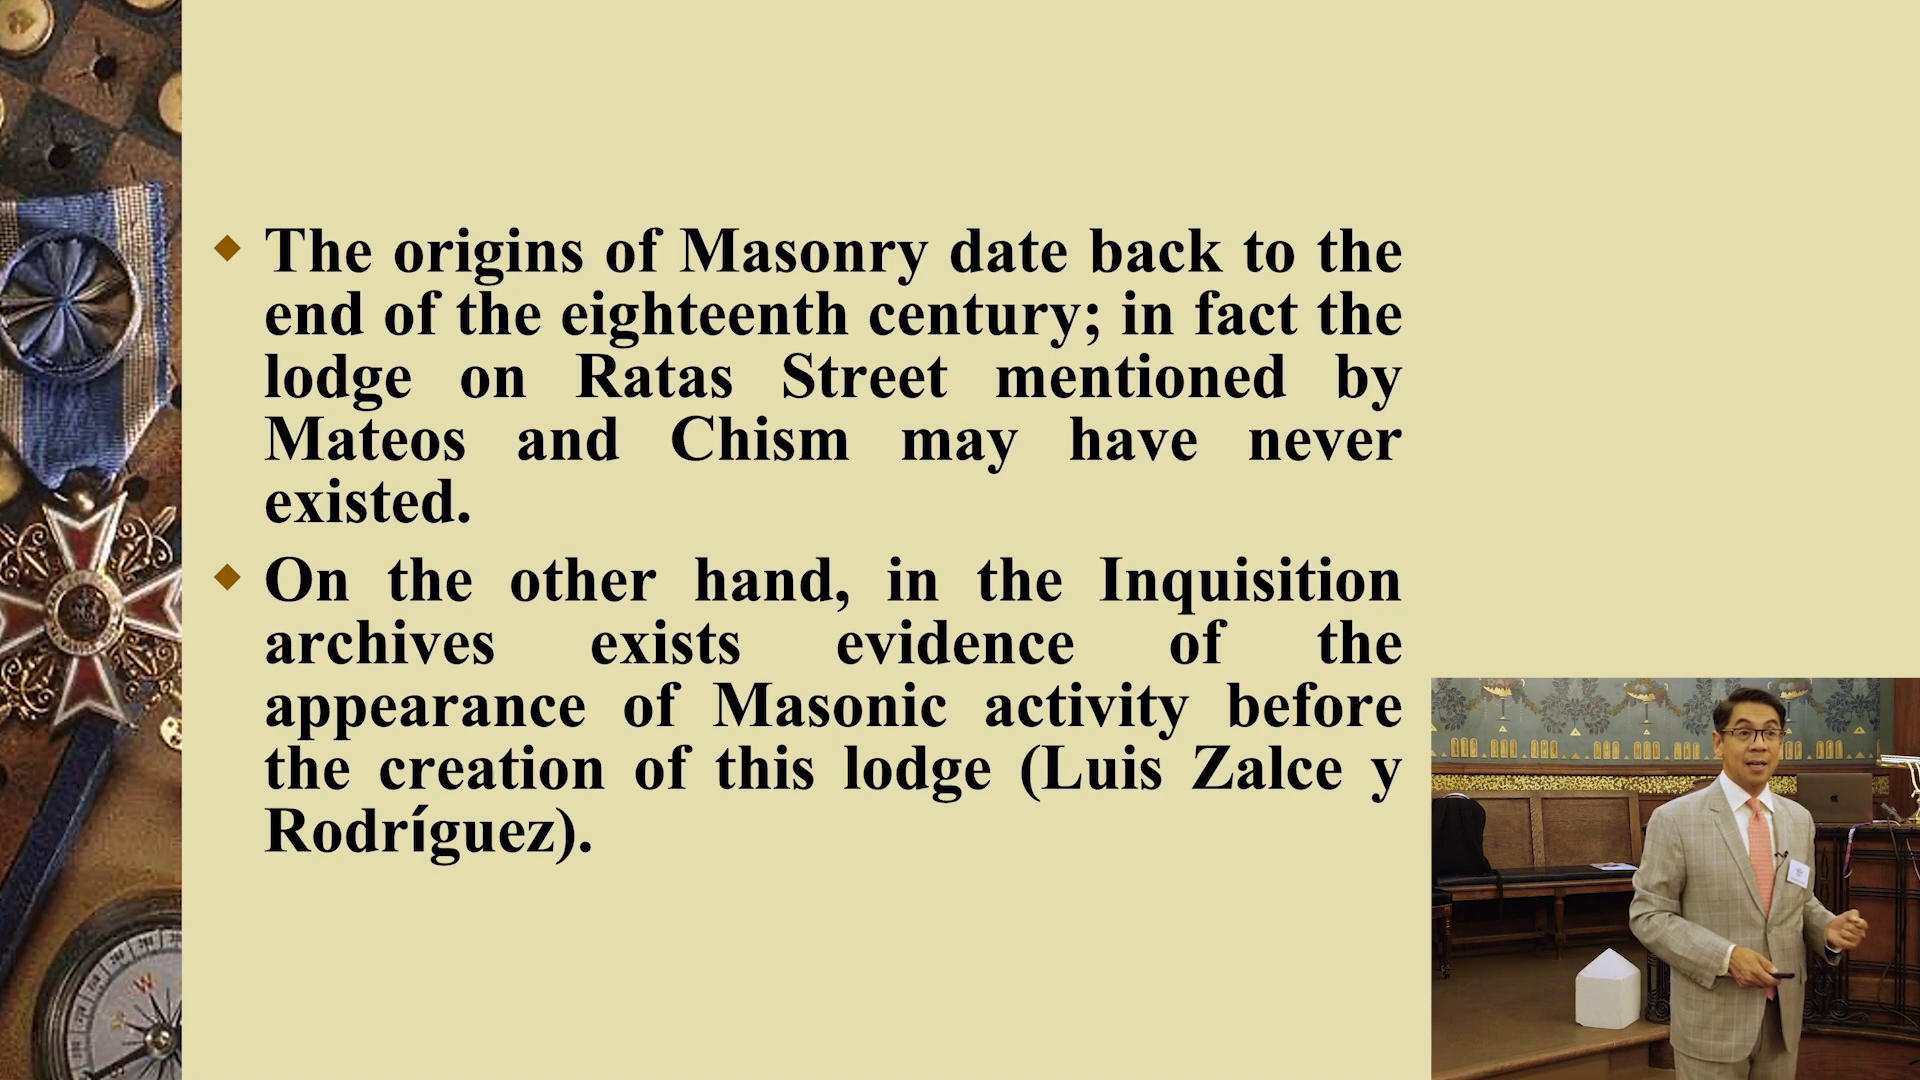 The origins of Masonry date back to the
end of the eighteenth century; in fact the
lodge on Ratas Street mentioned by
Mateos and Chism may have never
existed.
On the other hand, in the Inquisition
archives exists evidence of the
appearance of Masonic activity before
the creation of this lodge (Luis Zalce y
Rodríguez).